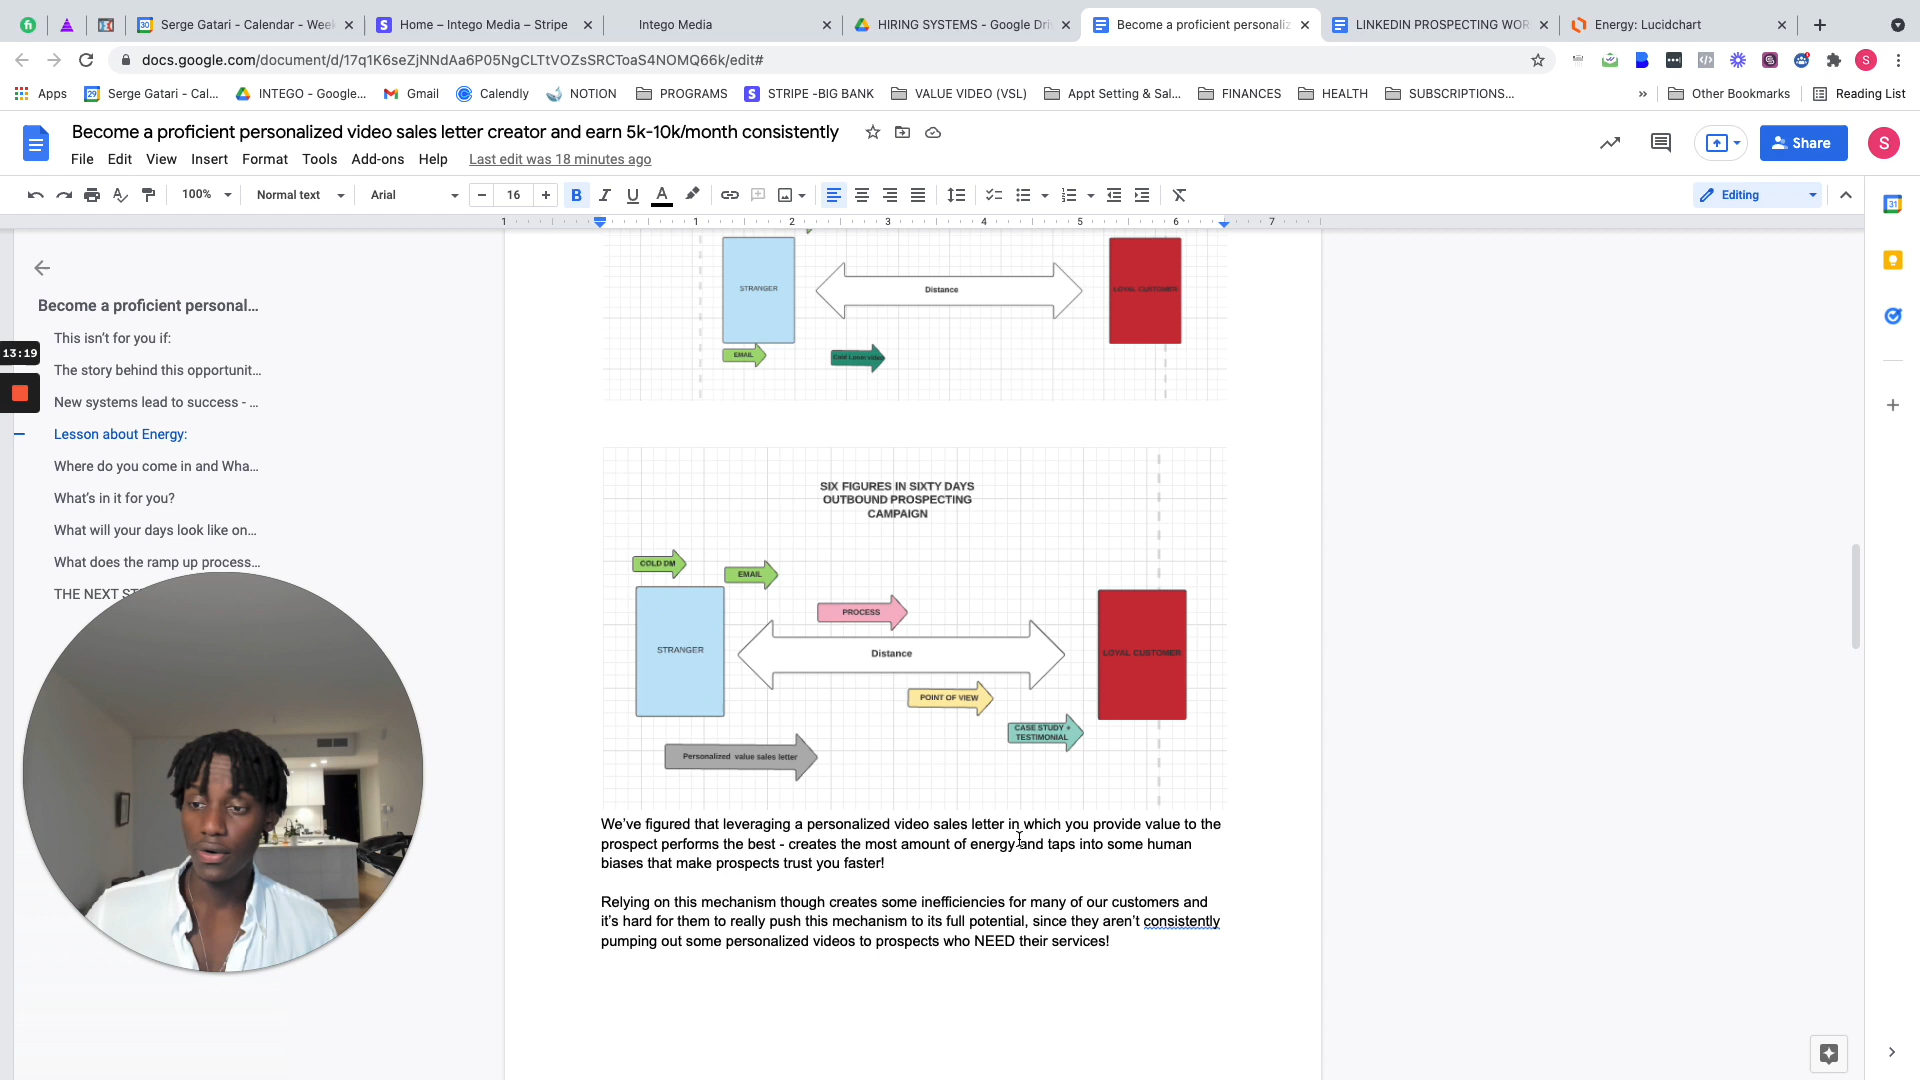 Serge Gatari - Calendar - Week
Home – Intego Media – Stripe
Intego Media
HIRING SYSTEMS - Google Dri
Become a proficient personaliz
LINKEDIN PROSPECTING WOR
Energy: Lucidchart
docs.google.com/document/d/17q1K6seZjNNdAa6P05NgCLTtVOZsSRCToaS4NOMQ66k/edit#
Apps
Serge Gatari - Cal...
INTEGO - Google...
Gmail
Calendly
NOTION
PROGRAMS
STRIPE -BIG BANK
VALUE VIDEO (VSL)
Appt Setting & Sal...
FINANCES
HEALTH
SUBSCRIPTIONS...
Other Bookmarks
Reading List
Become a proficient personalized video sales letter creator and earn 5k-10k/month consistently
File Edit View Insert Format Tools Add-ons Help Last edit was 18 minutes ago
Share
S
100% Normal text Arial 16
Editing
1 1 2 3 4 5 6 7
Become a proficient personal...
This isn't for you if:
13:19
The story behind this opportunit...
New systems lead to success - ...
Lesson about Energy:
Where do you come in and Wha...
What's in it for you?
What will your days look like on...
What does the ramp up process...
THE NEXT ST
STRANGER
Distance
LOYAL CUSTOMER
EMAIL
Cold Loom video
SIX FIGURES IN SIXTY DAYS
OUTBOUND PROSPECTING
CAMPAIGN
COLD DM
EMAIL
PROCESS
STRANGER
Distance
LOYAL CUSTOMER
POINT OF VIEW
CASE STUDY +
TESTIMONIAL
Personalized value sales letter
We've figured that leveraging a personalized video sales letter in which you provide value to the
prospect performs the best - creates the most amount of energy and taps into some human
biases that make prospects trust you faster!
Relying on this mechanism though creates some inefficiencies for many of our customers and
it's hard for them to really push this mechanism to its full potential, since they aren't consistently
pumping out some personalized videos to prospects who NEED their services!